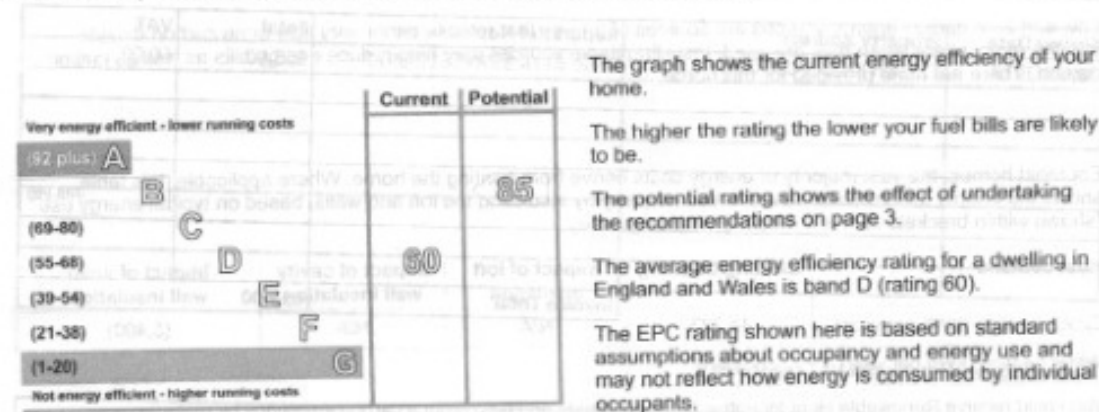 Current Potential
Very energy efficient - lower running costs
(92 plus) A
B 85
(69-80) C
(55-68) D 60
(39-54) E
(21-38) F
(1-20) G
Not energy efficient - higher running costs
The graph shows the current energy efficiency of your
home.
The higher the rating the lower your fuel bills are likely
to be.
The potential rating shows the effect of undertaking
the recommendations on page 3.
The average energy efficiency rating for a dwelling in
England and Wales is band D (rating 60).
The EPC rating shown here is based on standard
assumptions about occupancy and energy use and
may not reflect how energy is consumed by individual
occupants.